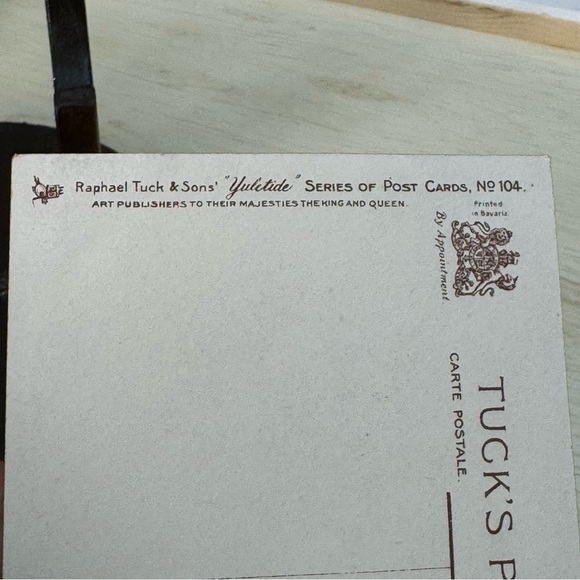 Raphael Tuck & Sons' "Yuletide" Series of Post Cards, No 104.
ART PUBLISHERS TO THEIR MAJESTIES THE KING AND QUEEN.
Printed
in Bavaria
By Appointment.
CARTE POSTALE.
TUCK'S P